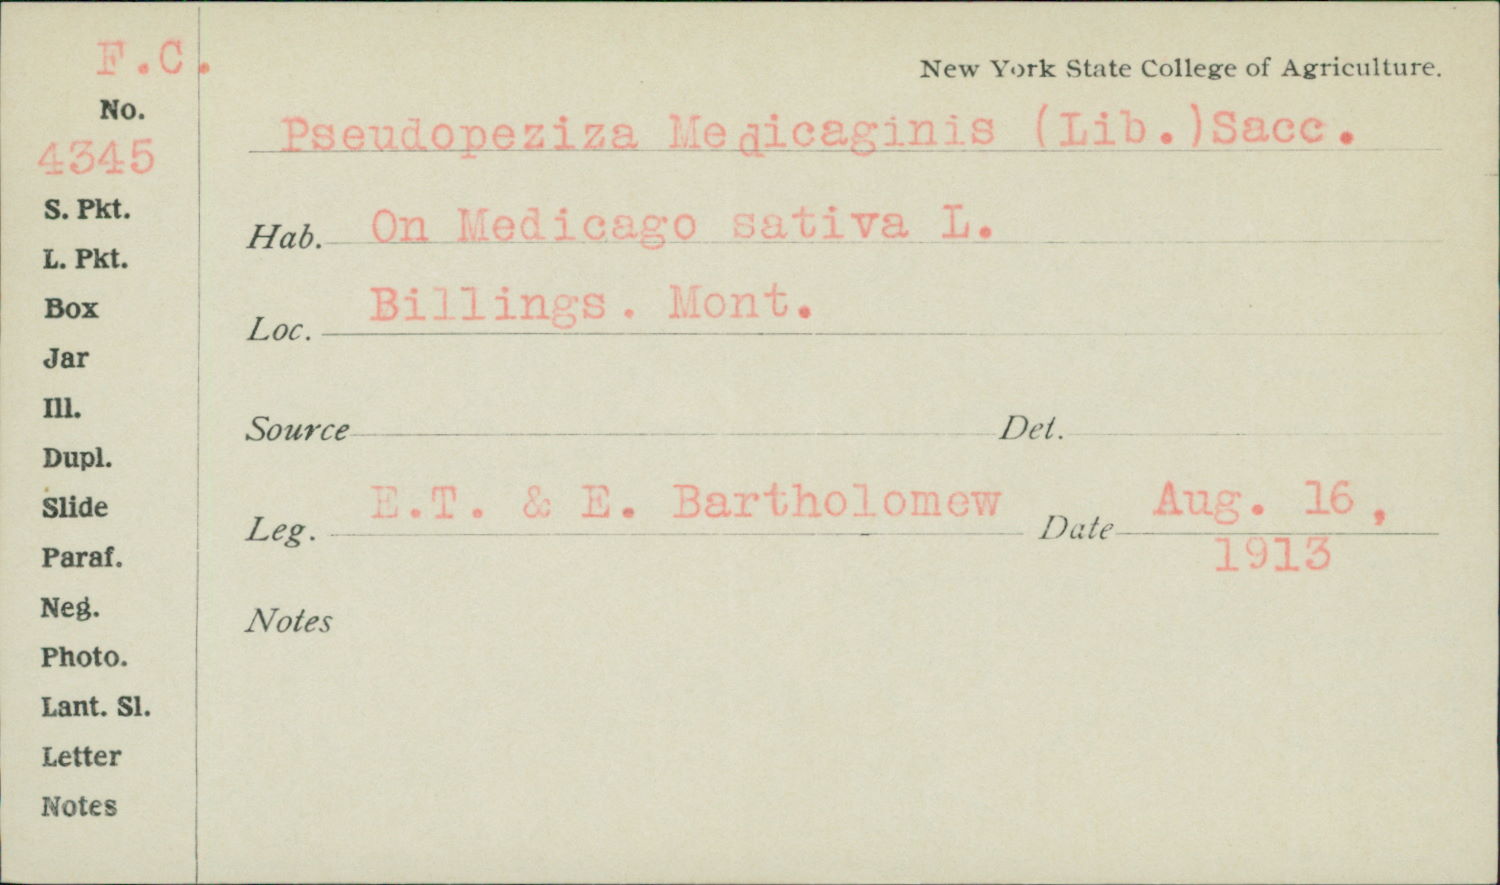 F.C.
New York State College of Agriculture.
No.
4345
Pseudopeziza Medicaginis (Lib.)Sacc.
S. Pkt.
Hab. On Medicago sativa L.
L. Pkt.
Box
Loc. Billings. Mont.
Jar
Ill.
Source Det.
Dupl.
Slide
Leg. E.T. & E. Bartholomew Date Aug. 16,
1913
Paraf.
Neg.
Notes
Photo.
Lant. Sl.
Letter
Notes